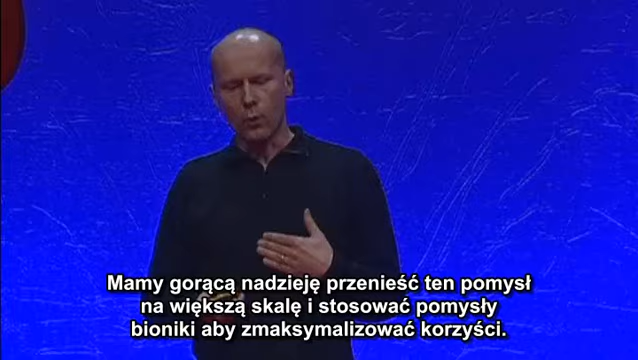 Mamy gorącą nadzieję przenieść ten pomysł
na większą skalę i stosować pomysły
bioniki aby zmaksymalizować korzyści.